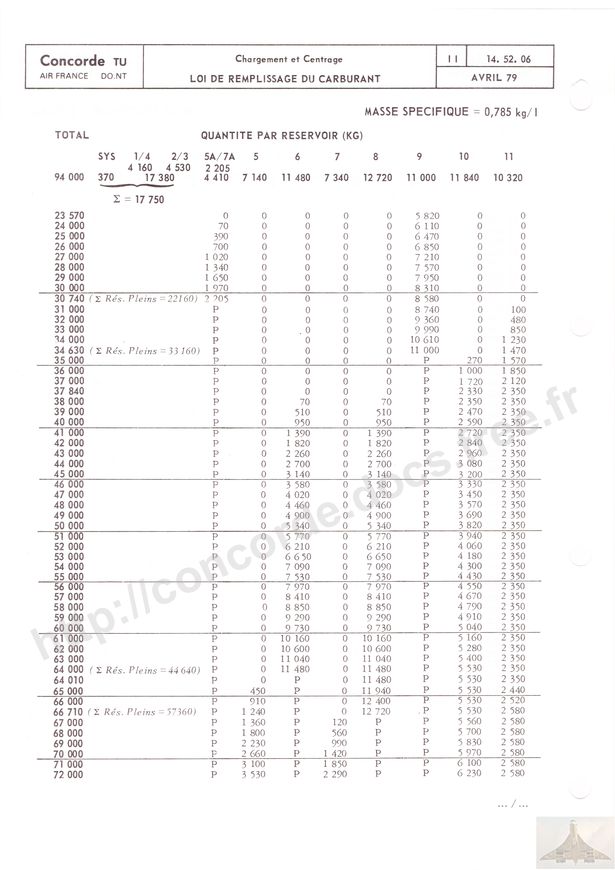 Concorde TU
AIR FRANCE DO.NT
Chargement et Centrage
LOI DE REMPLISSAGE DU CARBURANT
11 14. 52. 06
AVRIL 79
MASSE SPECIFIQUE = 0,785 kg/l
TOTAL QUANTITE PAR RESERVOIR (KG)
SYS 1/4 2/3 5A/7A 5 6 7 8 9 10 11
4 160 4 530 2 205
94 000 370 17 380 4 410 7 140 11 480 7 340 12 720 11 000 11 840 10 320
Σ = 17 750
23 570 0 0 0 0 0 5 820 0 0
24 000 70 0 0 0 0 6 110 0 0
25 000 390 0 0 0 0 6 470 0 0
26 000 700 0 0 0 0 6 850 0 0
27 000 1 020 0 0 0 0 7 210 0 0
28 000 1 340 0 0 0 0 7 570 0 0
29 000 1 650 0 0 0 0 7 950 0 0
30 000 1 970 0 0 0 0 8 310 0 0
30 740 (Σ Rés. Pleins = 22160) 2 205 0 0 0 0 8 580 0 0
31 000 P 0 0 0 0 8 740 0 100
32 000 P 0 0 0 0 9 360 0 480
33 000 P 0 0 0 0 9 990 0 850
34 000 P 0 0 0 0 10 610 0 1 230
34 630 (Σ Rés. Pleins = 33160) P 0 0 0 0 11 000 0 1 470
35 000 P 0 0 0 0 P 270 1 570
36 000 P 0 0 0 0 P 1 000 1 850
37 000 P 0 0 0 0 P 1 720 2 120
37 840 P 0 0 0 0 P 2 330 2 350
38 000 P 0 70 0 70 P 2 350 2 350
39 000 P 0 510 0 510 P 2 470 2 350
40 000 P 0 950 0 950 P 2 590 2 350
41 000 P 0 1 390 0 1 390 P 2 720 2 350
42 000 P 0 1 820 0 1 820 P 2 840 2 350
43 000 P 0 2 260 0 2 260 P 2 960 2 350
44 000 P 0 2 700 0 2 700 P 3 080 2 350
45 000 P 0 3 140 0 3 140 P 3 200 2 350
46 000 P 0 3 580 0 3 580 P 3 330 2 350
47 000 P 0 4 020 0 4 020 P 3 450 2 350
48 000 P 0 4 460 0 4 460 P 3 570 2 350
49 000 P 0 4 900 0 4 900 P 3 690 2 350
50 000 P 0 5 340 0 5 340 P 3 820 2 350
51 000 P 0 5 770 0 5 770 P 3 940 2 350
52 000 P 0 6 210 0 6 210 P 4 060 2 350
53 000 P 0 6 650 0 6 650 P 4 180 2 350
54 000 P 0 7 090 0 7 090 P 4 300 2 350
55 000 P 0 7 530 0 7 530 P 4 430 2 350
56 000 P 0 7 970 0 7 970 P 4 550 2 350
57 000 P 0 8 410 0 8 410 P 4 670 2 350
58 000 P 0 8 850 0 8 850 P 4 790 2 350
59 000 P 0 9 290 0 9 290 P 4 910 2 350
60 000 P 0 9 730 0 9 730 P 5 040 2 350
61 000 P 0 10 160 0 10 160 P 5 160 2 350
62 000 P 0 10 600 0 10 600 P 5 280 2 350
63 000 P 0 11 040 0 11 040 P 5 400 2 350
64 000 (Σ Rés. Pleins = 44640) P 0 11 480 0 11 480 P 5 530 2 350
64 010 P 0 P 0 11 480 P 5 530 2 350
65 000 P 450 P 0 11 940 P 5 530 2 440
66 000 P 910 P 0 12 400 P 5 530 2 520
66 710 (Σ Rés. Pleins = 57360) P 1 240 P 0 12 720 P 5 530 2 580
67 000 P 1 360 P 120 P P 5 560 2 580
68 000 P 1 800 P 560 P P 5 700 2 580
69 000 P 2 230 P 990 P P 5 830 2 580
70 000 P 2 660 P 1 420 P P 5 970 2 580
71 000 P 3 100 P 1 850 P P 6 100 2 580
72 000 P 3 530 P 2 290 P P 6 230 2 580
... / ...
http://concorde.docs.free.fr